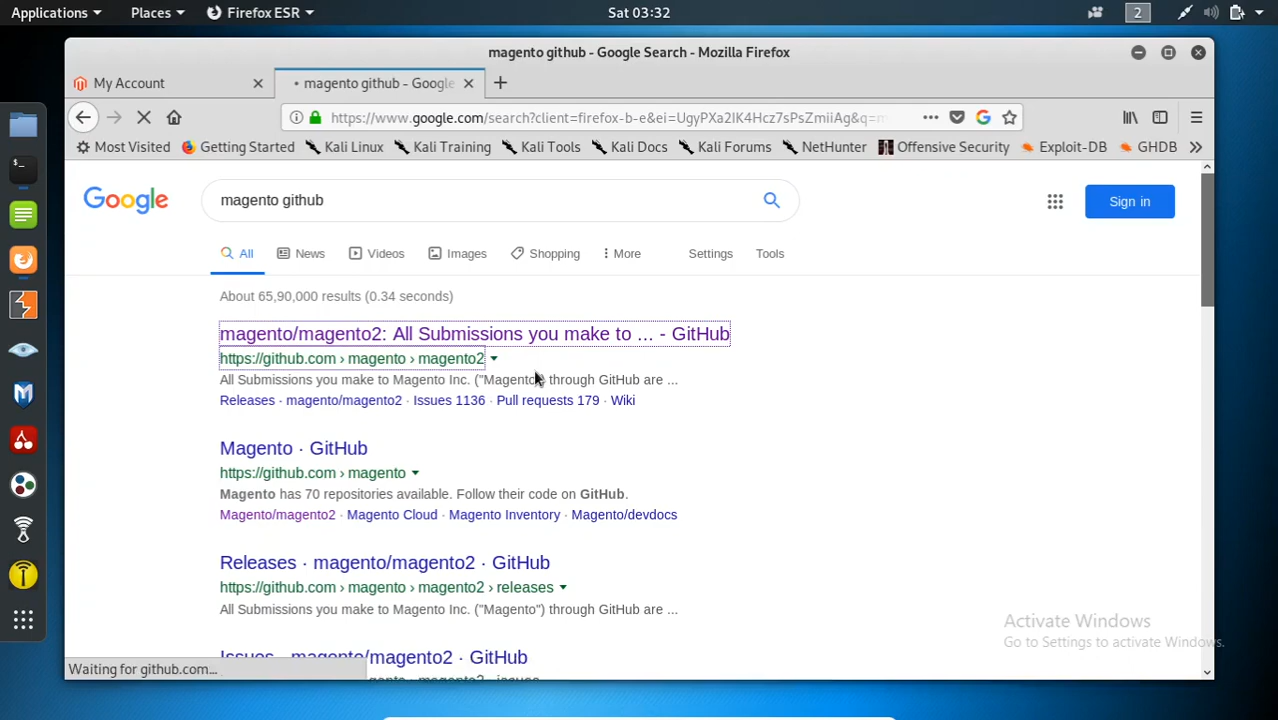 Applications Places Firefox ESR Sat 03:32 2
magento github - Google Search - Mozilla Firefox
My Account magento github - Google
https://www.google.com/search?client=firefox-b-e&ei=UgyPXa2IK4Hcz7sPsZmiiAg&q=m
Most Visited Getting Started Kali Linux Kali Training Kali Tools Kali Docs Kali Forums NetHunter Offensive Security Exploit-DB GHDB
Google magento github Sign in
All News Videos Images Shopping More Settings Tools
About 65,90,000 results (0.34 seconds)
magento/magento2: All Submissions you make to ... - GitHub
https://github.com › magento › magento2
All Submissions you make to Magento Inc. ("Magento") through GitHub are ...
Releases · magento/magento2 · Issues 1136 · Pull requests 179 · Wiki
Magento · GitHub
https://github.com › magento
Magento has 70 repositories available. Follow their code on GitHub.
Magento/magento2 · Magento Cloud · Magento Inventory · Magento/devdocs
Releases · magento/magento2 · GitHub
https://github.com › magento › magento2 › releases
All Submissions you make to Magento Inc. ("Magento") through GitHub are ...
Activate Windows
Go to Settings to activate Windows.
Issues · magento/magento2 · GitHub
Waiting for github.com...